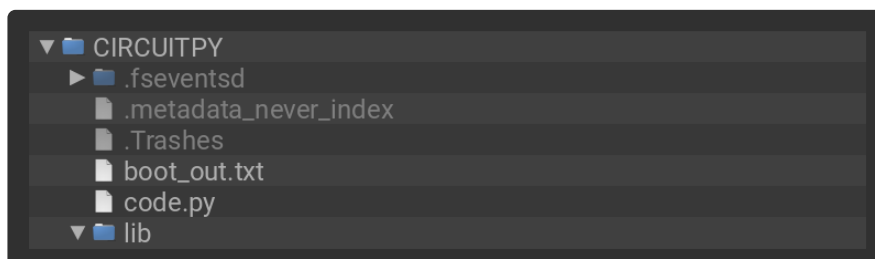 CIRCUITPY
.fseventsd
.metadata_never_index
.Trashes
boot_out.txt
code.py
lib